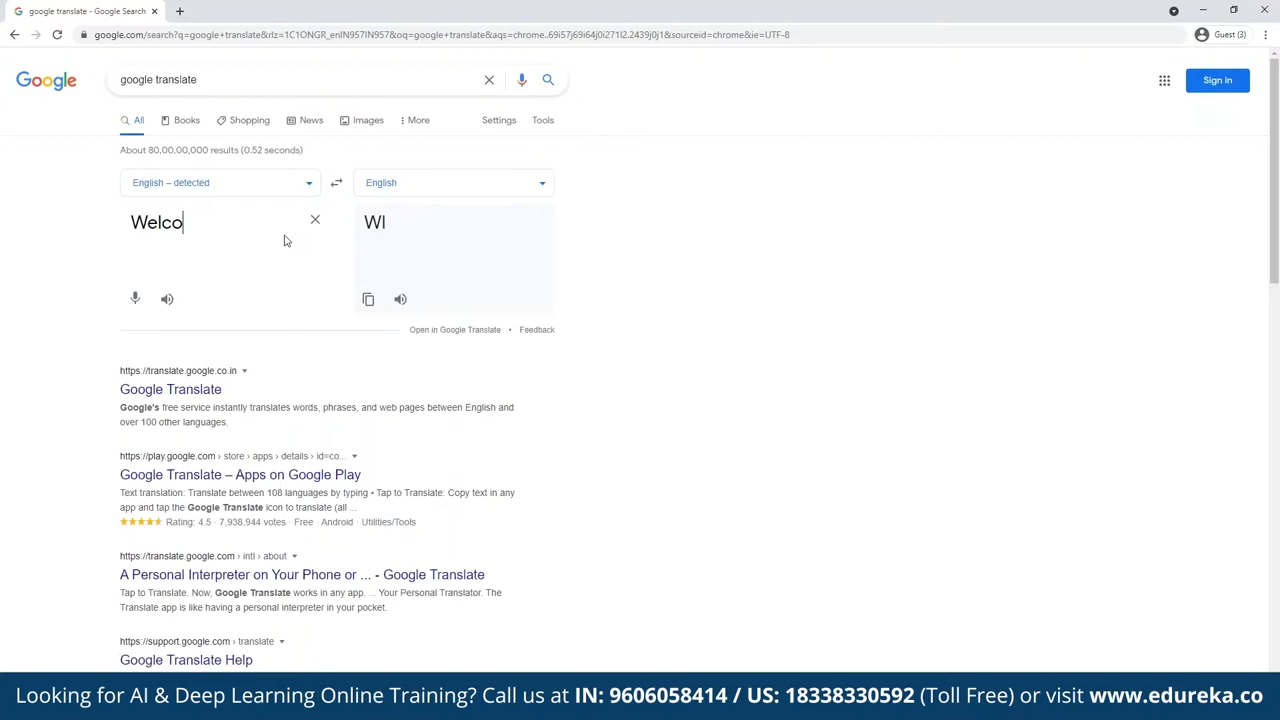 google translate - Google Search
google.com/search?q=google+translate&rlz=1C1ONGR_enIN957IN957&oq=google+translate&aqs=chrome..69i57j69i64j0i271l2.2439j0j1&sourceid=chrome&ie=UTF-8
Guest (3)
Google
google translate
Sign in
All
Books
Shopping
News
Images
More
Settings
Tools
About 80,00,00,000 results (0.52 seconds)
English – detected
English
Welco
Wl
Open in Google Translate • Feedback
https://translate.google.co.in
Google Translate
Google's free service instantly translates words, phrases, and web pages between English and
over 100 other languages.
https://play.google.com › store › apps › details › id=co...
Google Translate – Apps on Google Play
Text translation: Translate between 108 languages by typing • Tap to Translate: Copy text in any
app and tap the Google Translate icon to translate (all ...
Rating: 4.5 · 7,938,944 votes · Free · Android · Utilities/Tools
https://translate.google.com › intl › about
A Personal Interpreter on Your Phone or ... - Google Translate
Tap to Translate. Now, Google Translate works in any app. ... Your Personal Translator. The
Translate app is like having a personal interpreter in your pocket.
https://support.google.com › translate
Google Translate Help
Looking for AI & Deep Learning Online Training? Call us at IN: 9606058414 / US: 18338330592 (Toll Free) or visit www.edureka.co